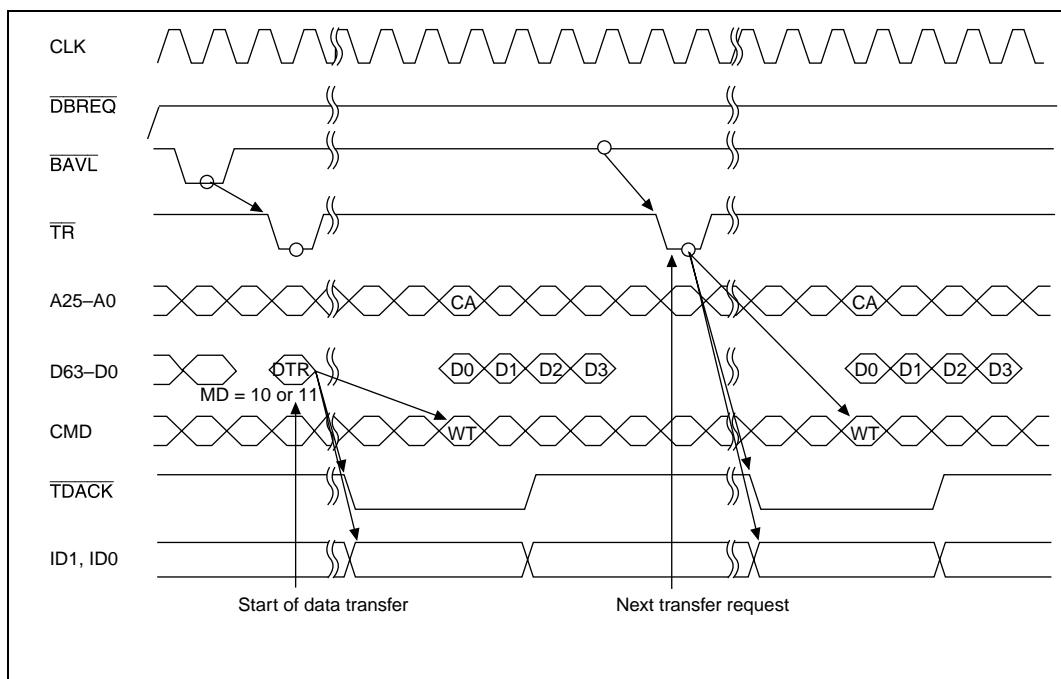 CLK
DBREQ
BAVL
TR
A25–A0 CA CA
D63–D0 DTR D0 D1 D2 D3 D0 D1 D2 D3
MD = 10 or 11
CMD WT WT
TDACK
ID1, ID0
Start of data transfer Next transfer request